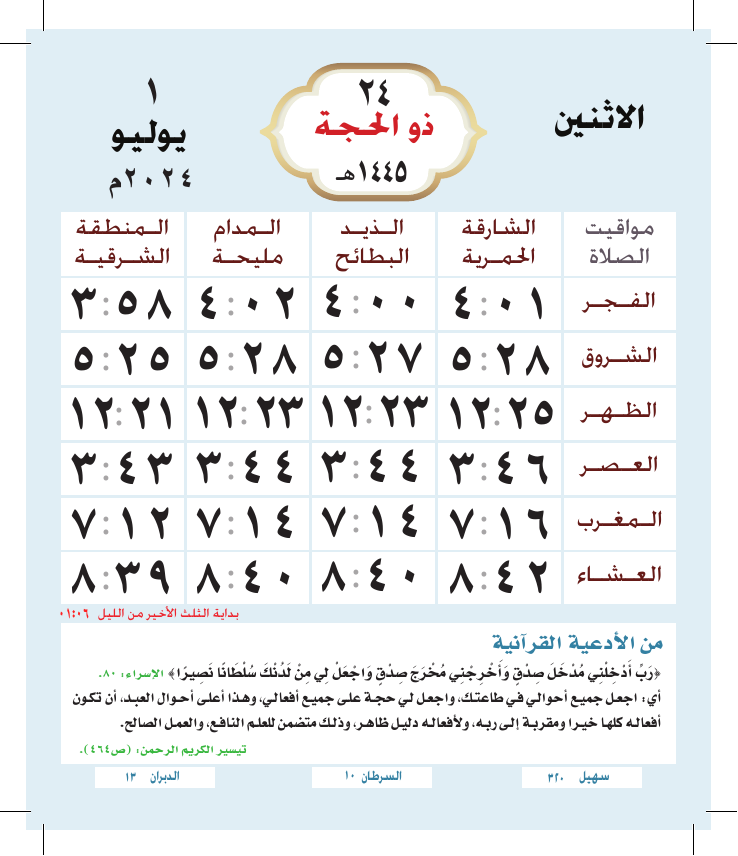 الاثنين
٢٤
ذو الحجة
١٤٤٥هـ
١
يوليو
٢٠٢٤م
مواقيت الصلاة الشارقة الحمرية الذيد البطائح المدام مليحة المنطقة الشرقية
الفجر ٤:٠١ ٤:٠٠ ٤:٠٢ ٣:٥٨
الشروق ٥:٢٨ ٥:٢٧ ٥:٢٨ ٥:٢٥
الظهر ١٢:٢٥ ١٢:٢٣ ١٢:٢٣ ١٢:٢١
العصر ٣:٤٦ ٣:٤٤ ٣:٤٤ ٣:٤٣
المغرب ٧:١٦ ٧:١٤ ٧:١٤ ٧:١٢
العشاء ٨:٤٢ ٨:٤٠ ٨:٤٠ ٨:٣٩
بداية الثلث الأخير من الليل ٠١:٠٦
من الأدعية القرآنية
﴿رَبِّ أَدْخِلْنِي مُدْخَلَ صِدْقٍ وَأَخْرِجْنِي مُخْرَجَ صِدْقٍ وَاجْعَلْ لِي مِنْ لَدُنْكَ سُلْطَانًا نَصِيرًا﴾ الإسراء: ٨٠.
أي: اجعل جميع أحوالي في طاعتك، واجعل لي حجة على جميع أفعالي، وهذا أعلى أحوال العبد، أن تكون
أفعاله كلها خيرا ومقربة إلى ربه، ولأفعاله دليل ظاهر، وذلك متضمن للعلم النافع، والعمل الصالح.
تيسير الكريم الرحمن: (ص٤٦٤).
سهيل ٣٢٠ السرطان ١٠ الدبران ١٣